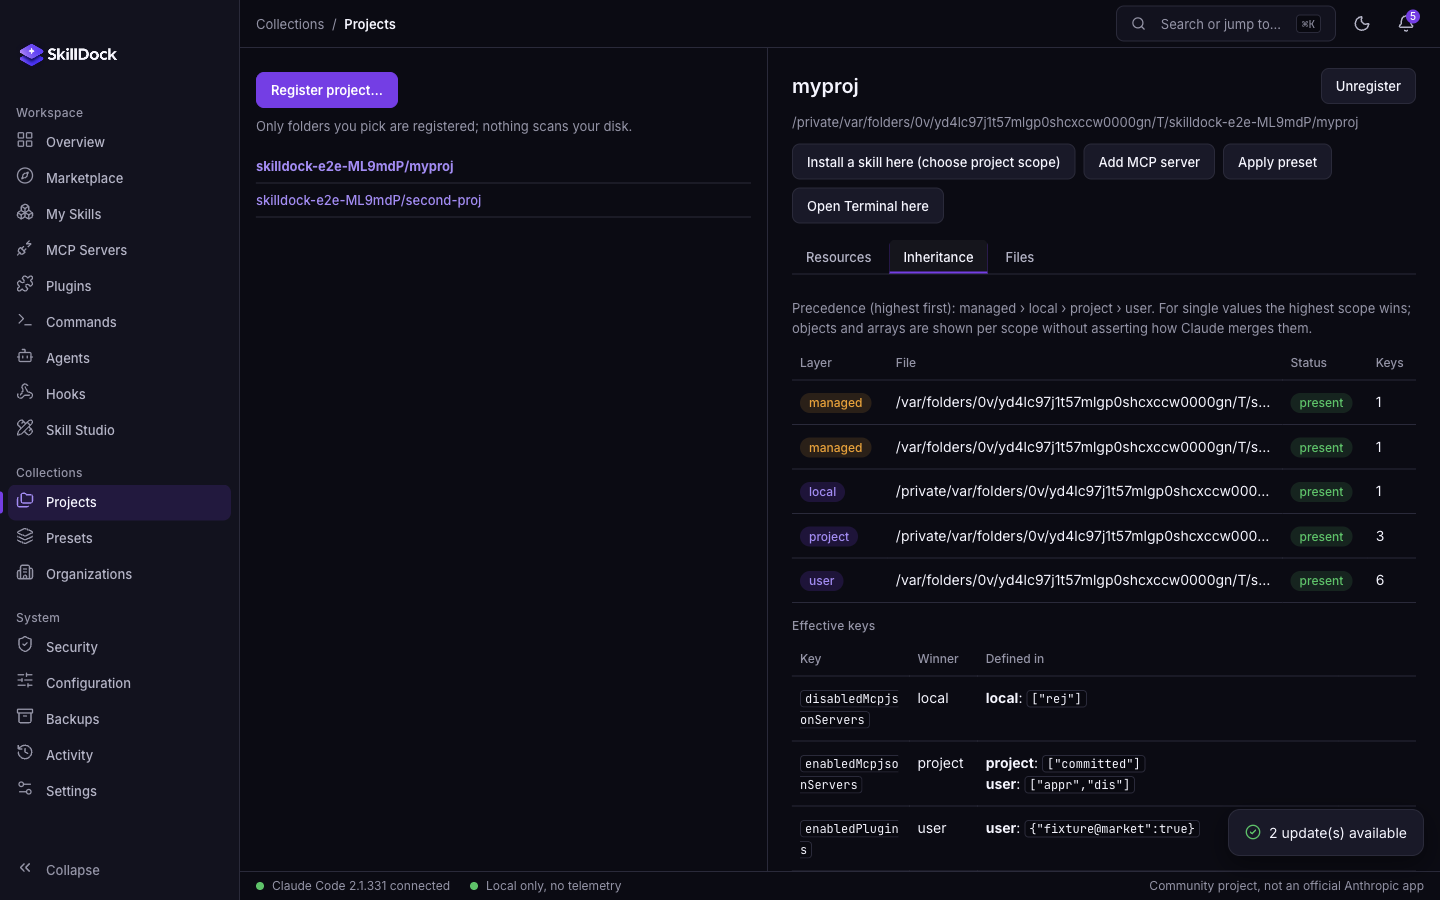 SkillDock
Workspace
Overview
Marketplace
My Skills
MCP Servers
Plugins
Commands
Agents
Hooks
Skill Studio
Collections
Projects
Presets
Organizations
System
Security
Configuration
Backups
Activity
Settings
Collapse
Collections / Projects
Search or jump to... ⌘K
5
Register project...
Only folders you pick are registered; nothing scans your disk.
skilldock-e2e-ML9mdP/myproj
skilldock-e2e-ML9mdP/second-proj
myproj
Unregister
/private/var/folders/0v/yd4lc97j1t57mlgp0shcxccw0000gn/T/skilldock-e2e-ML9mdP/myproj
Install a skill here (choose project scope) Add MCP server Apply preset
Open Terminal here
Resources Inheritance Files
Precedence (highest first): managed › local › project › user. For single values the highest scope wins;
objects and arrays are shown per scope without asserting how Claude merges them.
Layer File Status Keys
managed /var/folders/0v/yd4lc97j1t57mlgp0shcxccw0000gn/T/s... present 1
managed /var/folders/0v/yd4lc97j1t57mlgp0shcxccw0000gn/T/s... present 1
local /private/var/folders/0v/yd4lc97j1t57mlgp0shcxccw000... present 1
project /private/var/folders/0v/yd4lc97j1t57mlgp0shcxccw000... present 3
user /var/folders/0v/yd4lc97j1t57mlgp0shcxccw0000gn/T/s... present 6
Effective keys
Key Winner Defined in
disabledMcpjs local local: ["rej"]
onServers
enabledMcpjso project project: ["committed"]
nServers user: ["appr","dis"]
enabledPlugin user user: {"fixture@market":true}
s
2 update(s) available
Claude Code 2.1.331 connected Local only, no telemetry
Community project, not an official Anthropic app